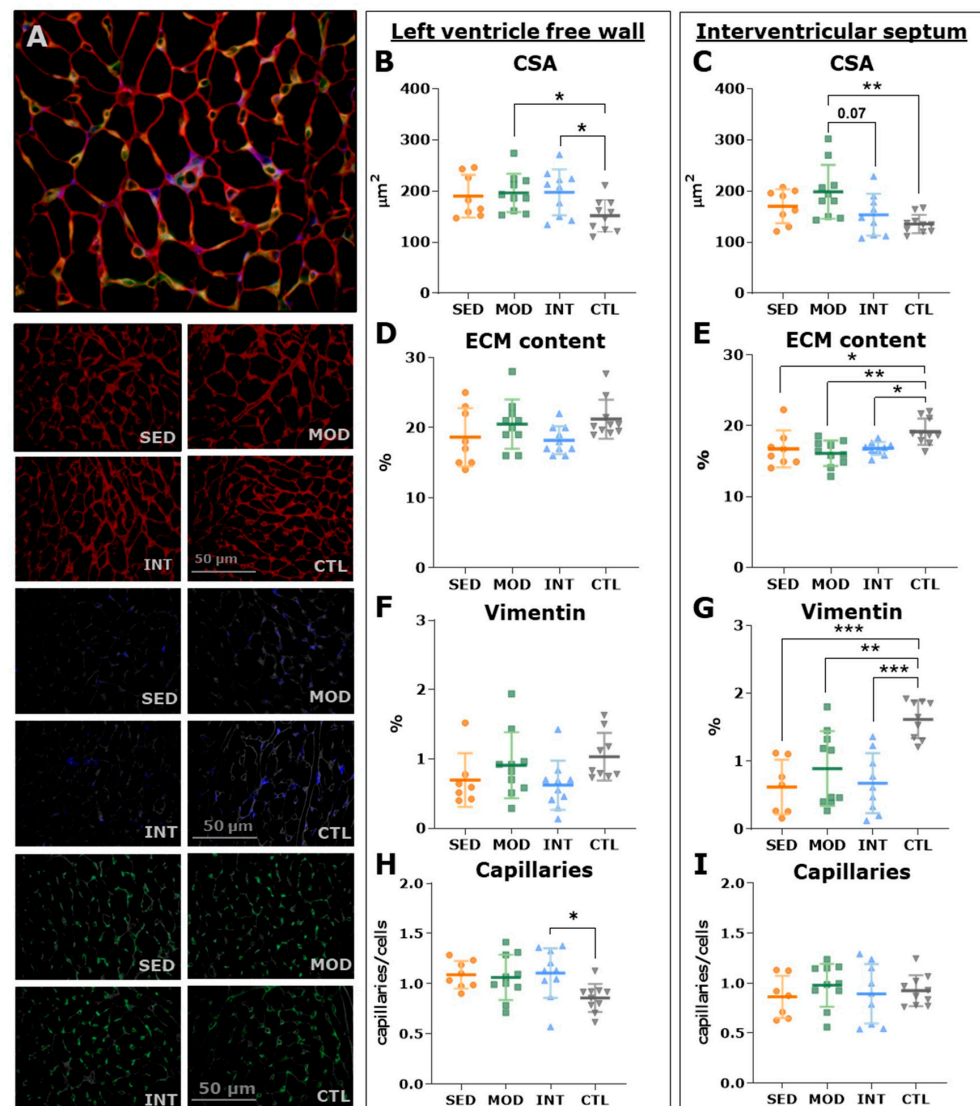 A
SED
MOD
INT
50 µm
CTL
SED
MOD
INT
50 µm
CTL
SED
MOD
INT
50 µm
CTL
Left ventricle free wall
B
CSA
400
300
200
100
0
µm²
*
*
SED MOD INT CTL
D
ECM content
30
20
10
0
%
SED MOD INT CTL
F
Vimentin
3
2
1
0
%
SED MOD INT CTL
H
Capillaries
2.0
1.5
1.0
0.5
0.0
capillaries/cells
*
SED MOD INT CTL
Interventricular septum
C
CSA
400
300
200
100
0
µm²
**
0.07
SED MOD INT CTL
E
ECM content
30
20
10
0
%
*
**
*
SED MOD INT CTL
G
Vimentin
3
2
1
0
%
***
**
***
SED MOD INT CTL
I
Capillaries
2.0
1.5
1.0
0.5
0.0
capillaries/cells
SED MOD INT CTL